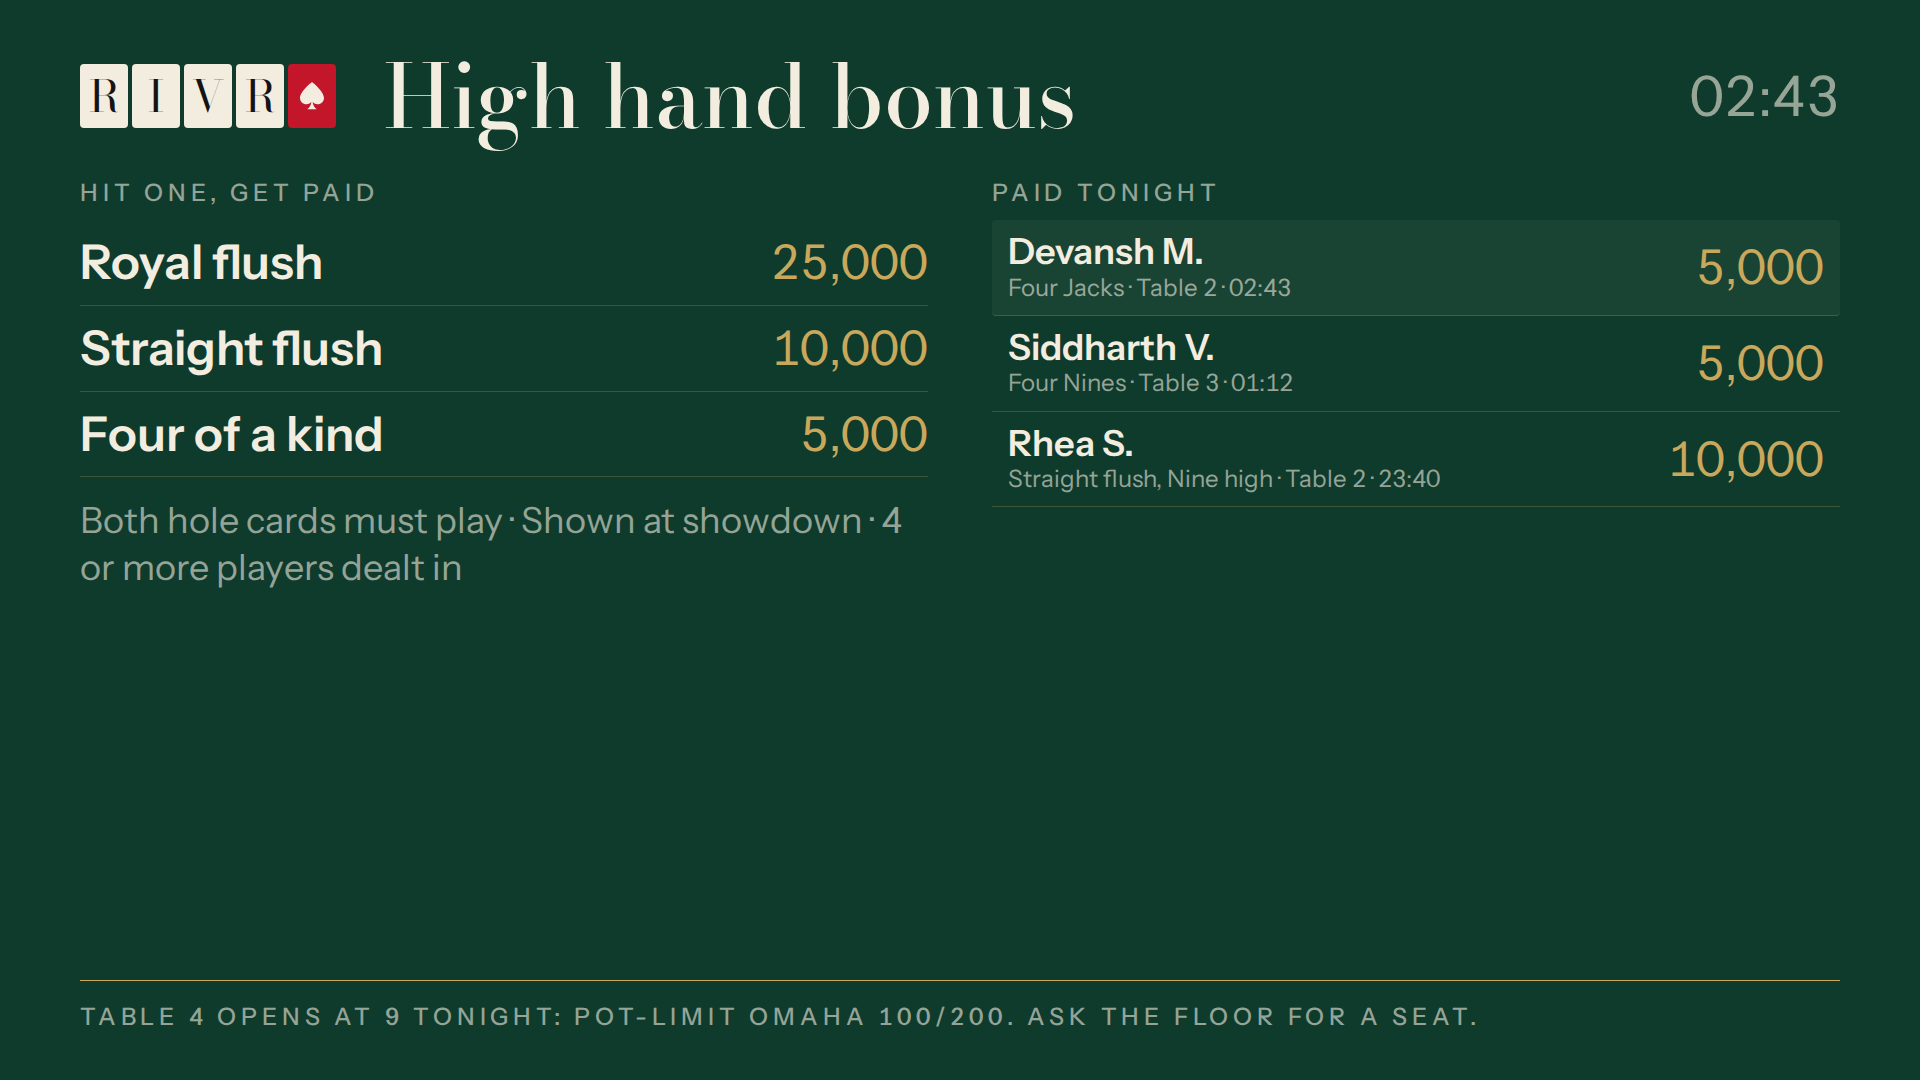 RIVR♠ High hand bonus 02:43
HIT ONE, GET PAID
Royal flush 25,000
Straight flush 10,000
Four of a kind 5,000
Both hole cards must play · Shown at showdown · 4
or more players dealt in
PAID TONIGHT
Devansh M. 5,000
Four Jacks · Table 2 · 02:43
Siddharth V. 5,000
Four Nines · Table 3 · 01:12
Rhea S. 10,000
Straight flush, Nine high · Table 2 · 23:40
TABLE 4 OPENS AT 9 TONIGHT: POT-LIMIT OMAHA 100/200. ASK THE FLOOR FOR A SEAT.